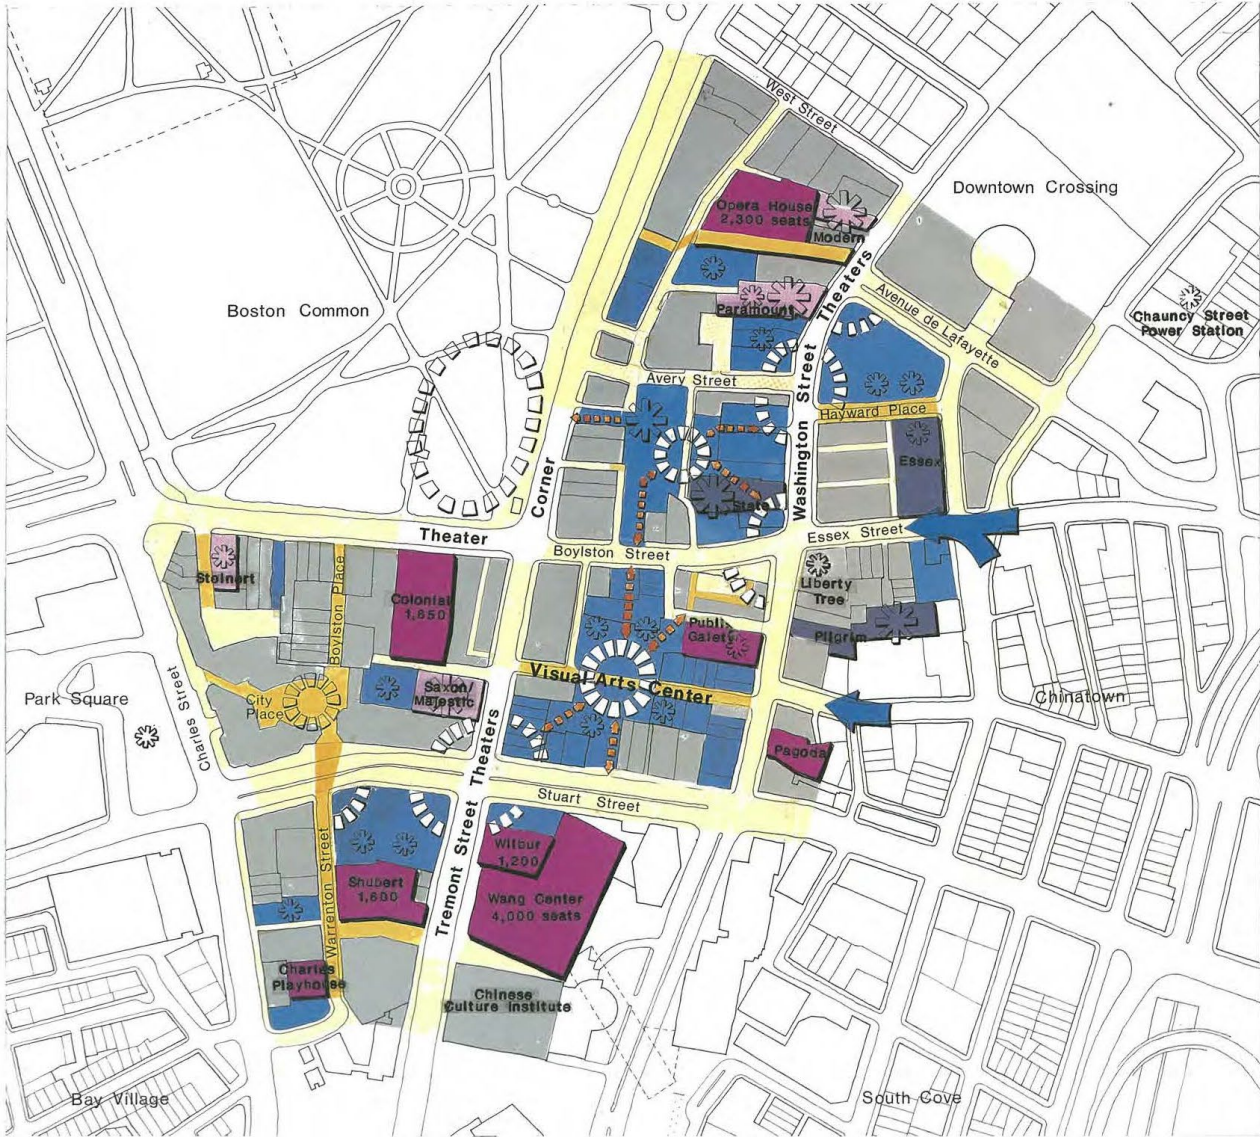 West Street
Downtown Crossing
Opera House
2,300 seats
Modern
Boston Common
Paramount
Avenue de Lafayette
Chauncy Street
Power Station
Washington Street Theaters
Avery Street
Hayward Place
Essex
State
Theater Corner
Boylston Street
Essex Street
Steinert
Boylston Place
Colonial
1,650
Liberty
Tree
Public
Gaiety
Pilgrim
Visual Arts Center
Park Square
Charles Street
City
Place
Saxon/
Majestic
Chinatown
Pagoda
Tremont Street Theaters
Stuart Street
Warrenton Street
Wilbur
1,200
Shubert
1,600
Wang Center
4,000 seats
Charles
Playhouse
Chinese
Culture Institute
Bay Village
South Cove